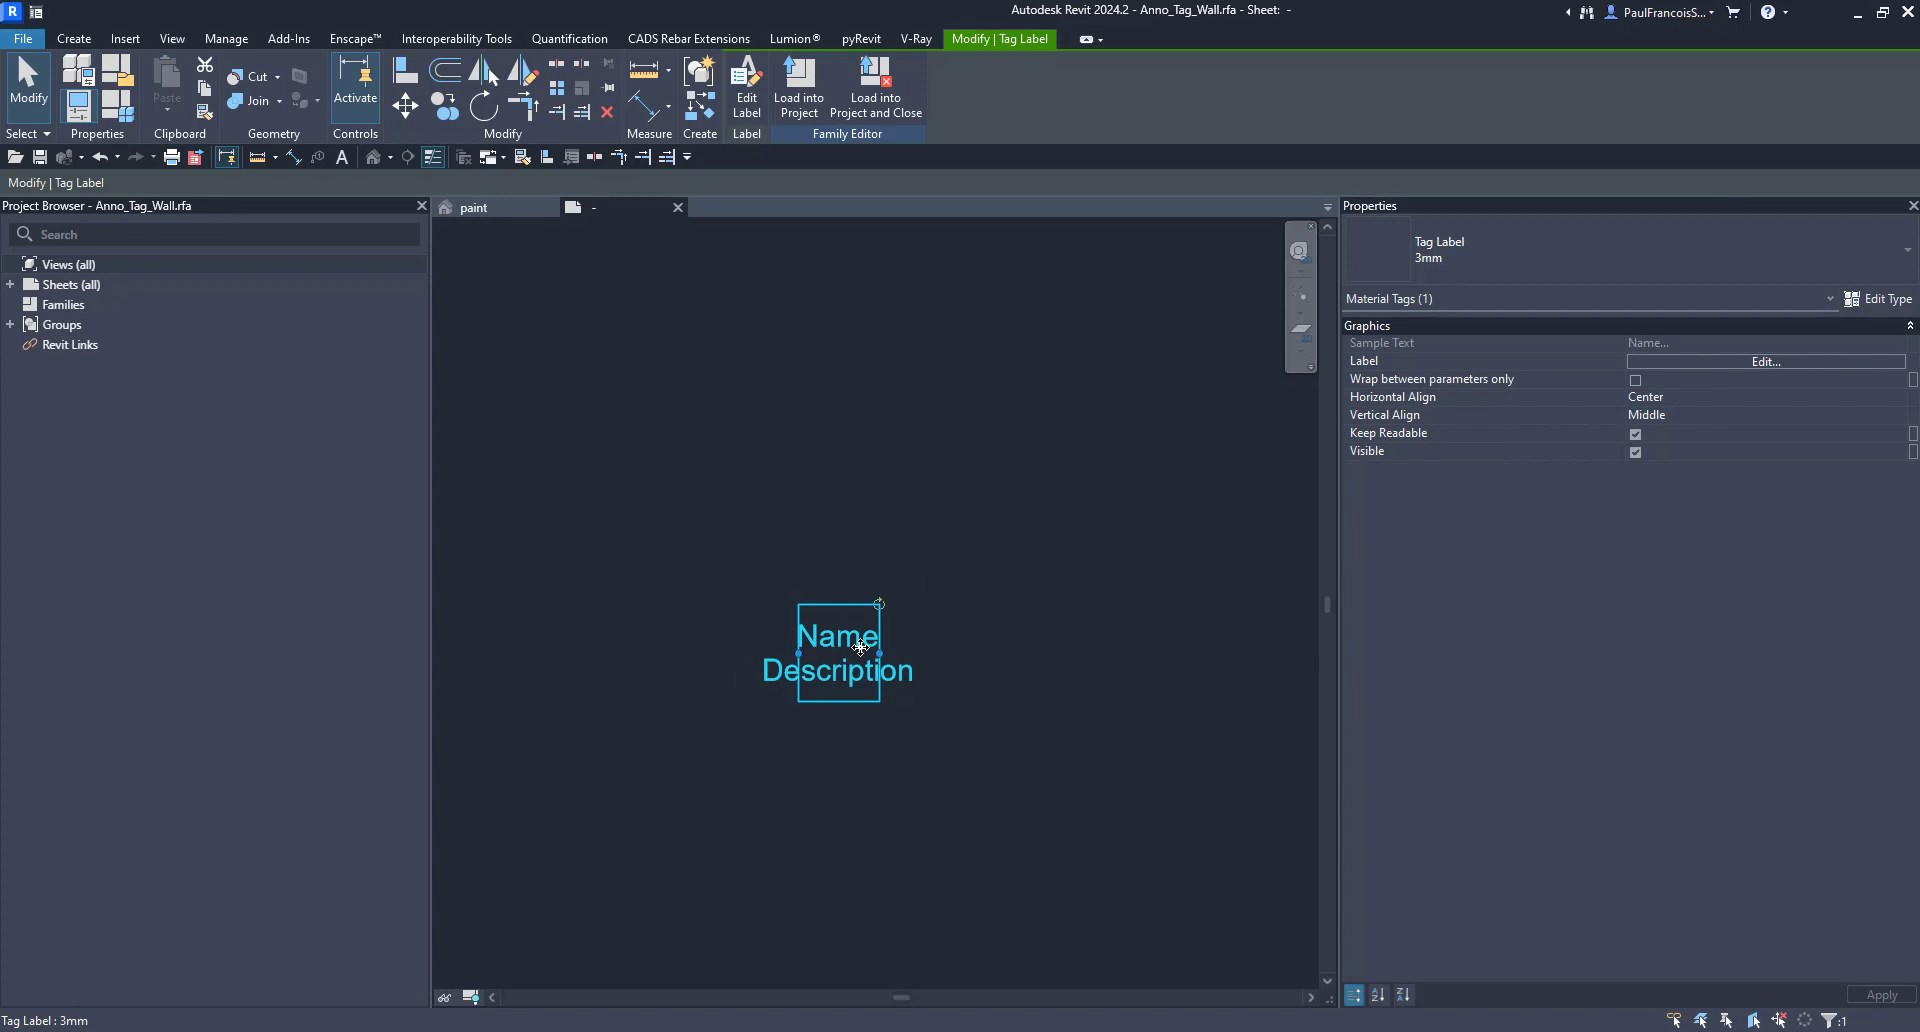 Autodesk Revit 2024.2 - Anno_Tag_Wall.rfa - Sheet: -
PaulFrancoisS...
File Create Insert View Manage Add-Ins Enscape™ Interoperability Tools Quantification CADS Rebar Extensions Lumion® pyRevit V-Ray Modify | Tag Label
Modify
Paste
Cut
Join
Activate
Edit Label
Load into Project
Load into Project and Close
Select Properties Clipboard Geometry Controls Modify Measure Create Label Family Editor
Modify | Tag Label
Project Browser - Anno_Tag_Wall.rfa
Search
Views (all)
Sheets (all)
Families
Groups
Revit Links
paint
-
Name
Description
Properties
Tag Label
3mm
Material Tags (1)
Edit Type
Graphics
Sample Text Name...
Label Edit...
Wrap between parameters only
Horizontal Align Center
Vertical Align Middle
Keep Readable
Visible
Apply
Tag Label : 3mm
:1